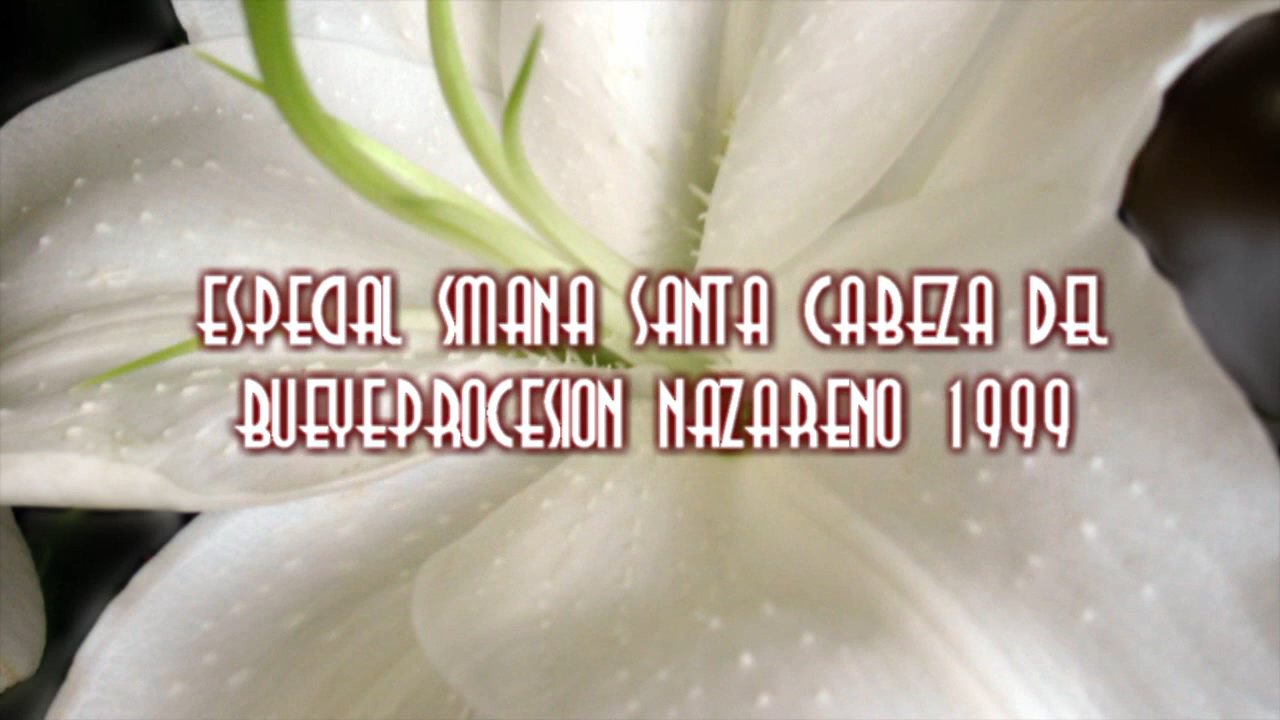 ESPECIAL SMANA SANTA CABEZA DEL
BUEYEPROCESION NAZARENO 1999